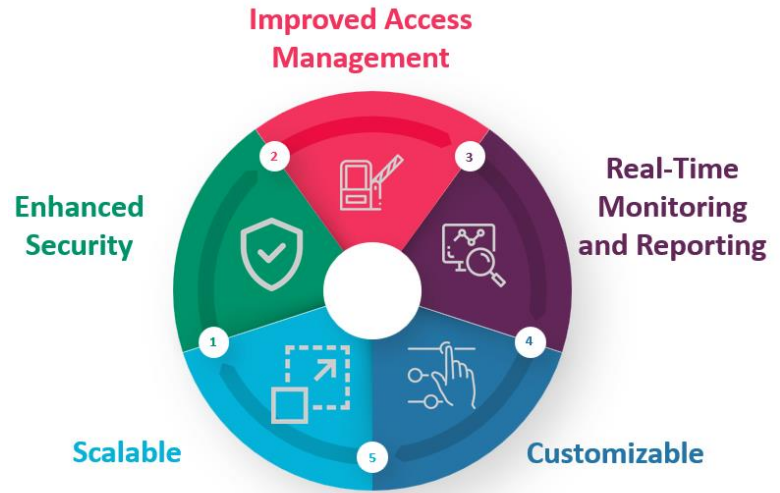 Improved Access
Management
2
3
Real-Time
Monitoring
and Reporting
Enhanced
Security
1
4
Scalable
5
Customizable